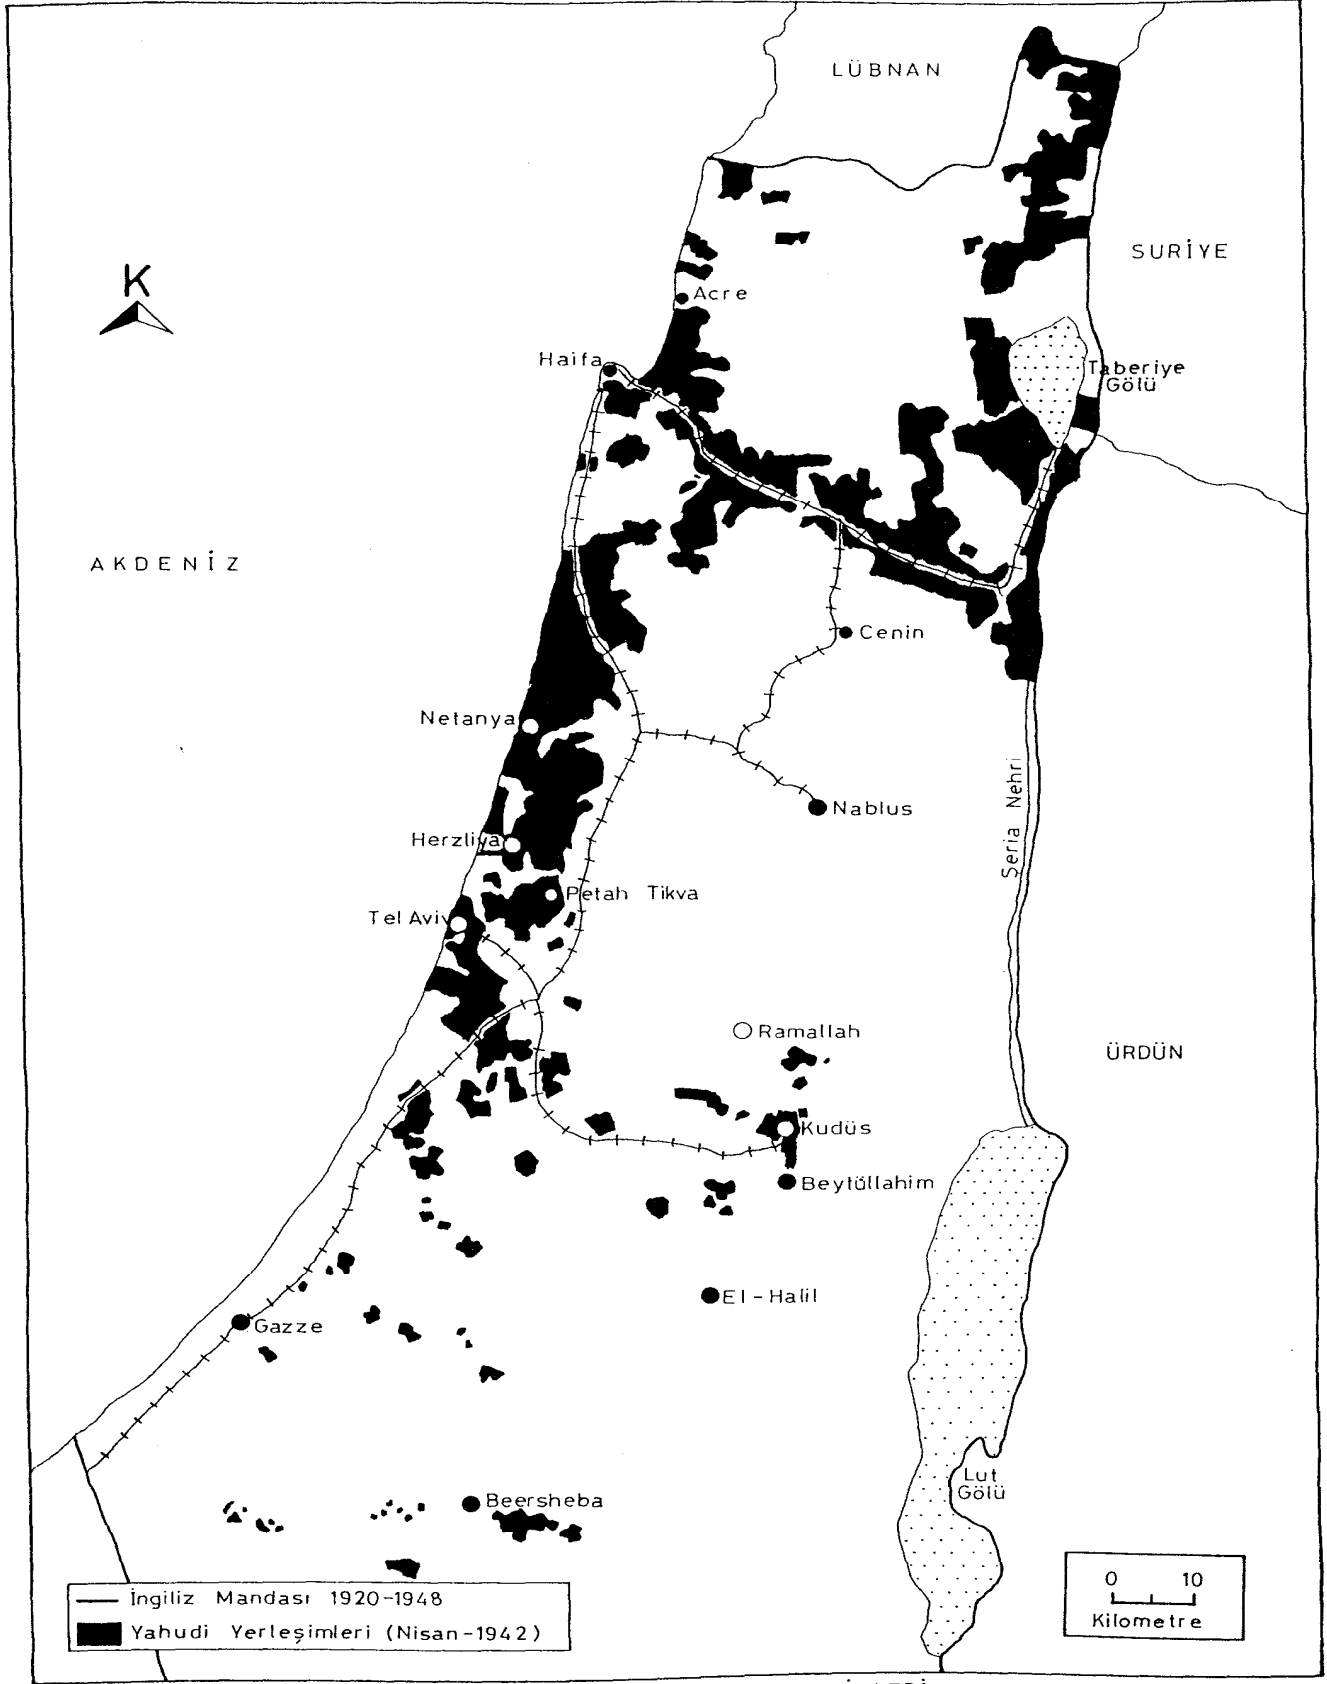 LÜBNAN
SURİYE
K
Acre
Haifa
Taberiye
Gölü
AKDENİZ
Cenin
Netanya
Şeria Nehri
Nablus
Herzliya
Petah Tikva
Tel Aviv
Ramallah
ÜRDÜN
Kudüs
Beytüllahim
El-Halil
Gazze
Lut
Gölü
Beersheba
İngiliz Mandası 1920-1948
Yahudi Yerleşimleri (Nisan-1942)
0 10
Kilometre